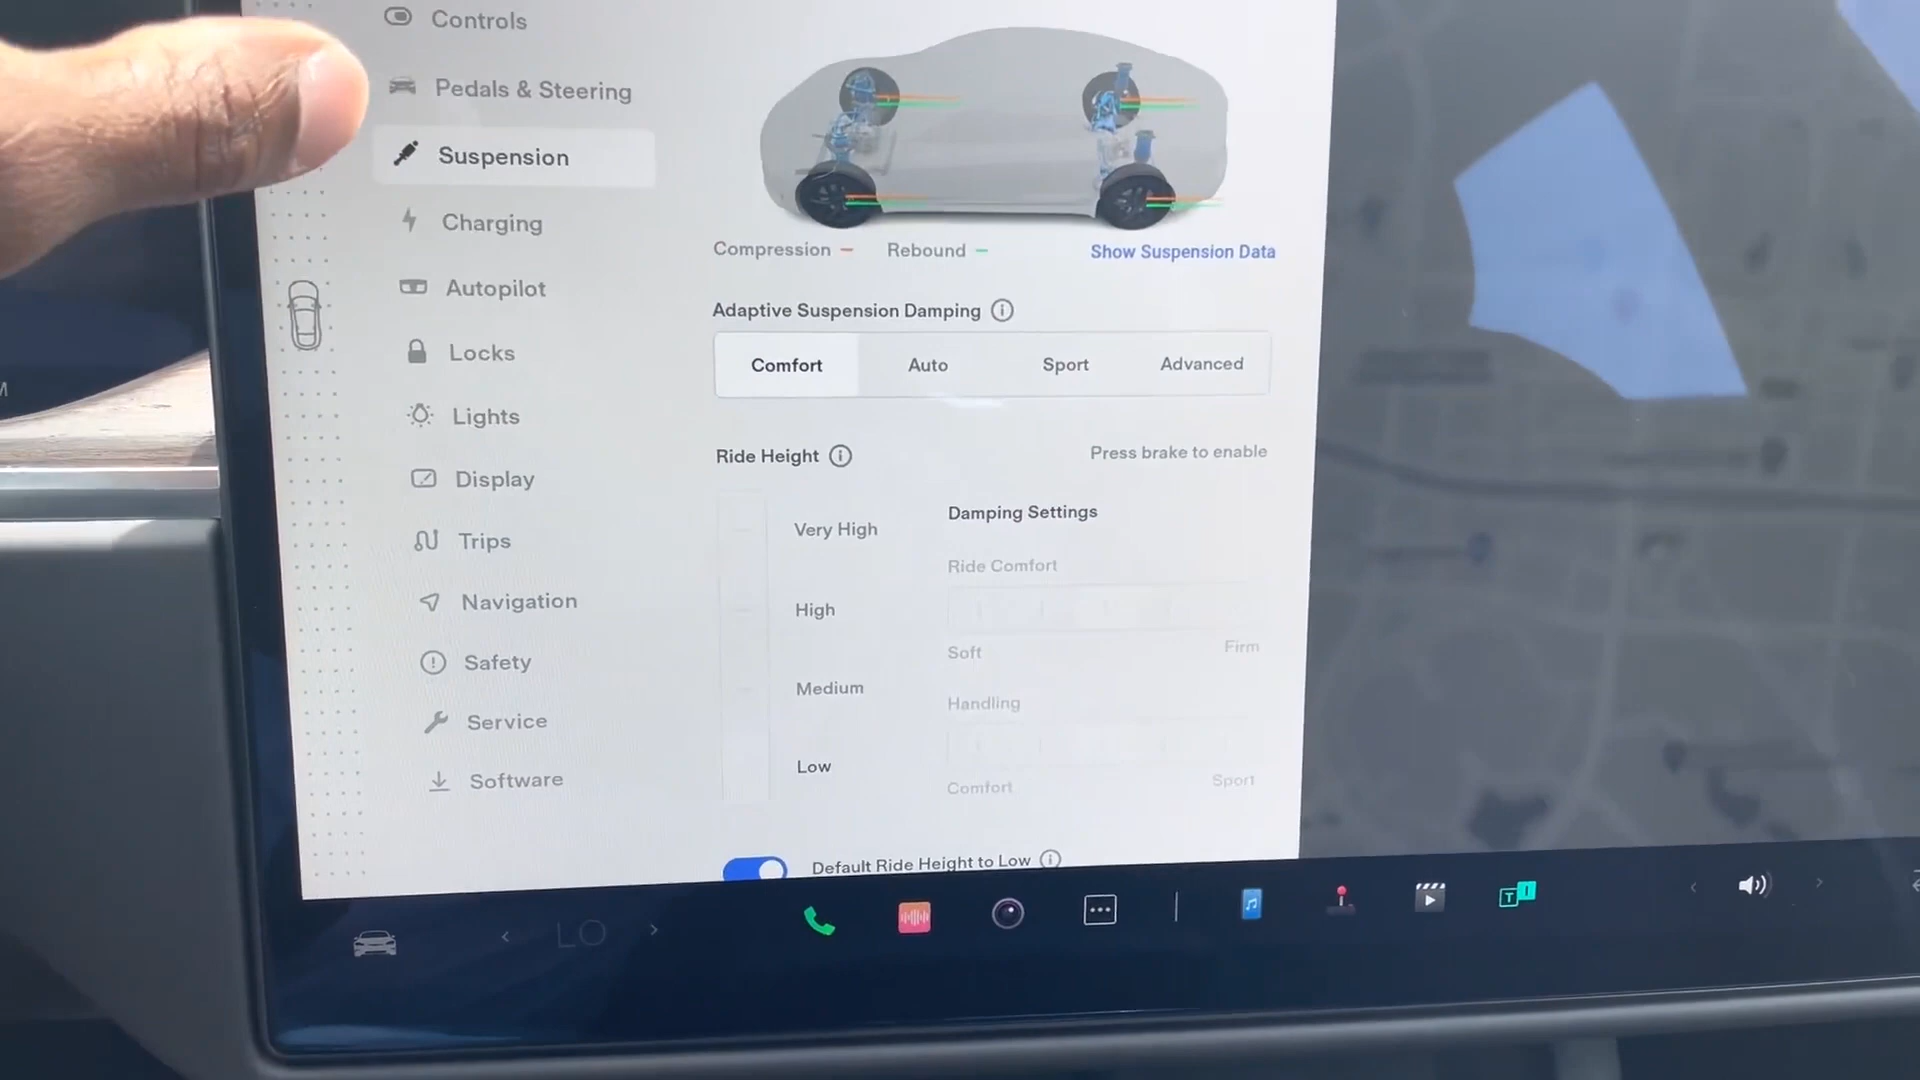 Controls
Pedals & Steering
Suspension
Charging
Autopilot
Locks
Lights
Display
Trips
Navigation
Safety
Service
Software
Compression
Rebound
Show Suspension Data
Adaptive Suspension Damping
Comfort
Auto
Sport
Advanced
Ride Height
Press brake to enable
Very High
High
Medium
Low
Damping Settings
Ride Comfort
Soft
Firm
Handling
Comfort
Sport
Default Ride Height to Low
LO
M
T